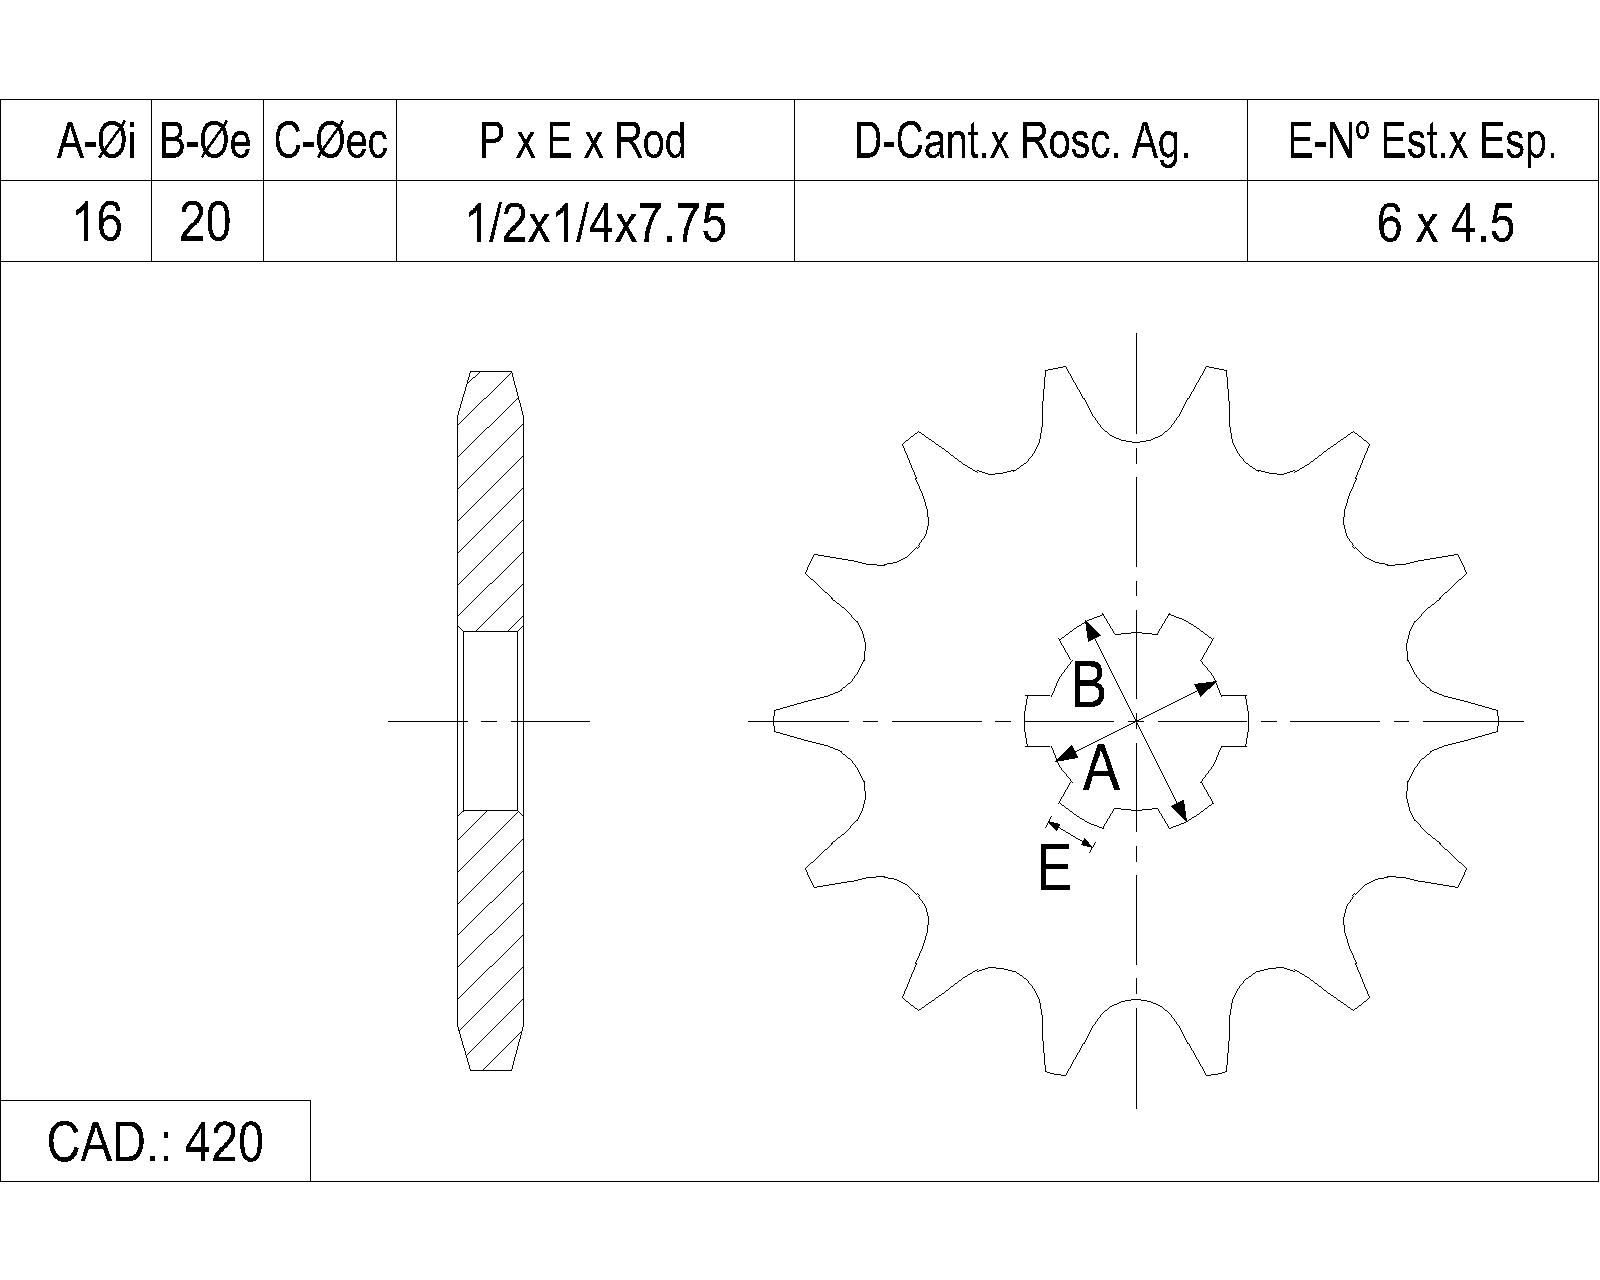 A-Øi B-Øe C-Øec P x E x Rod D-Cant.x Rosc. Ag. E-Nº Est.x Esp.
16 20 1/2x1/4x7.75 6 x 4.5
B
A
E
CAD.: 420